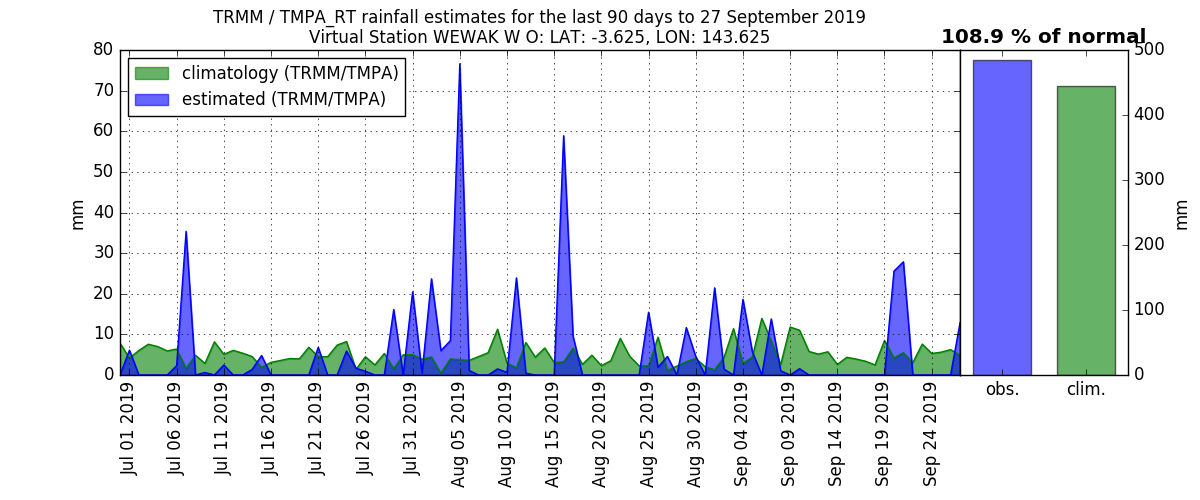 TRMM / TMPA_RT rainfall estimates for the last 90 days to 27 September 2019
Virtual Station WEWAK W O: LAT: -3.625, LON: 143.625
108.9 % of normal
climatology (TRMM/TMPA)
estimated (TRMM/TMPA)
mm
80
70
60
50
40
30
20
10
0
Jul 01 2019
Jul 06 2019
Jul 11 2019
Jul 16 2019
Jul 21 2019
Jul 26 2019
Jul 31 2019
Aug 05 2019
Aug 10 2019
Aug 15 2019
Aug 20 2019
Aug 25 2019
Aug 30 2019
Sep 04 2019
Sep 09 2019
Sep 14 2019
Sep 19 2019
Sep 24 2019
obs.
clim.
500
400
300
200
100
0
mm